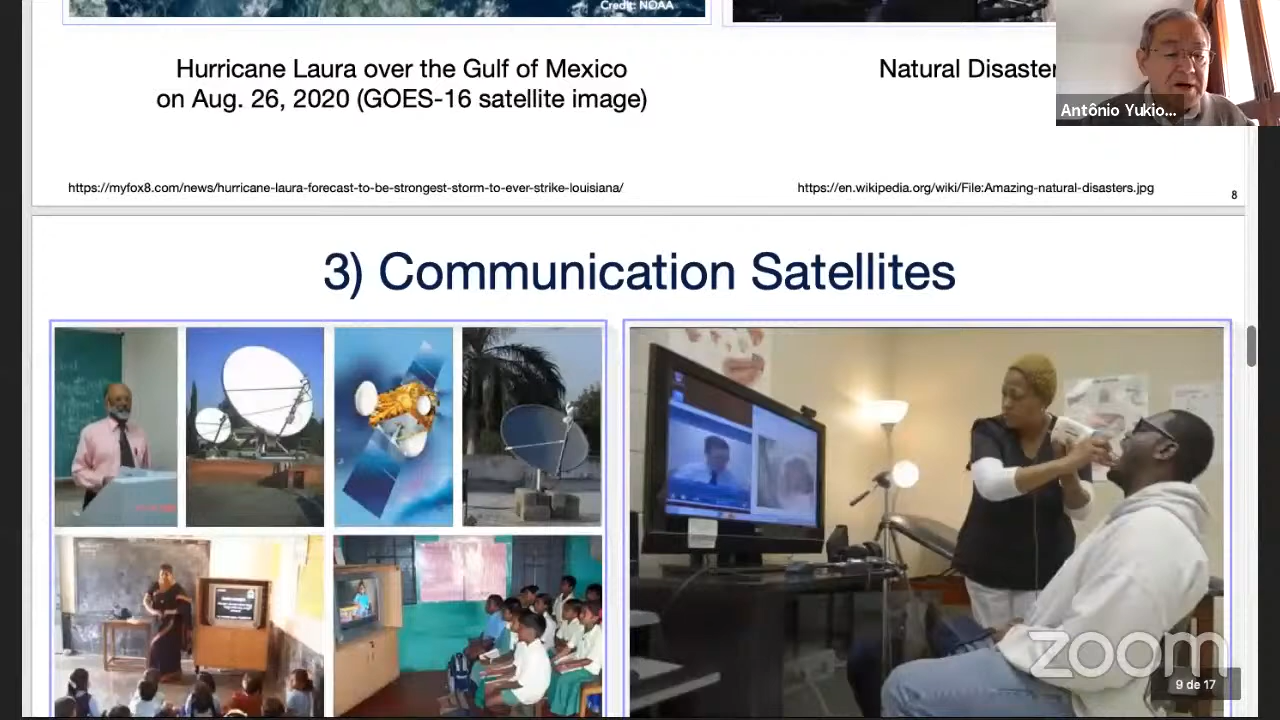 Credit: NOAA
Hurricane Laura over the Gulf of Mexico
on Aug. 26, 2020 (GOES-16 satellite image)
Natural Disaster
Antônio Yukio...
https://myfox8.com/news/hurricane-laura-forecast-to-be-strongest-storm-to-ever-strike-louisiana/
https://en.wikipedia.org/wiki/File:Amazing-natural-disasters.jpg
8
3) Communication Satellites
zoom
9 de 17